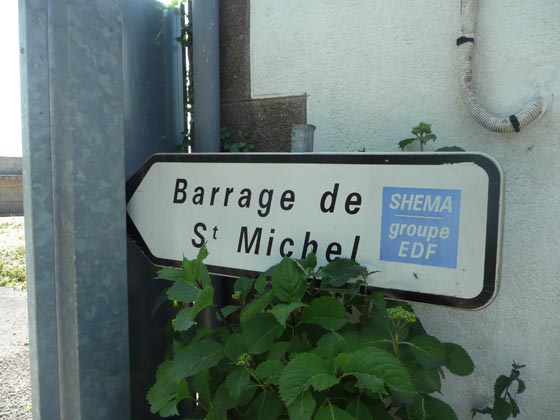 Barrage de
St Michel
SHEMA
groupe
EDF